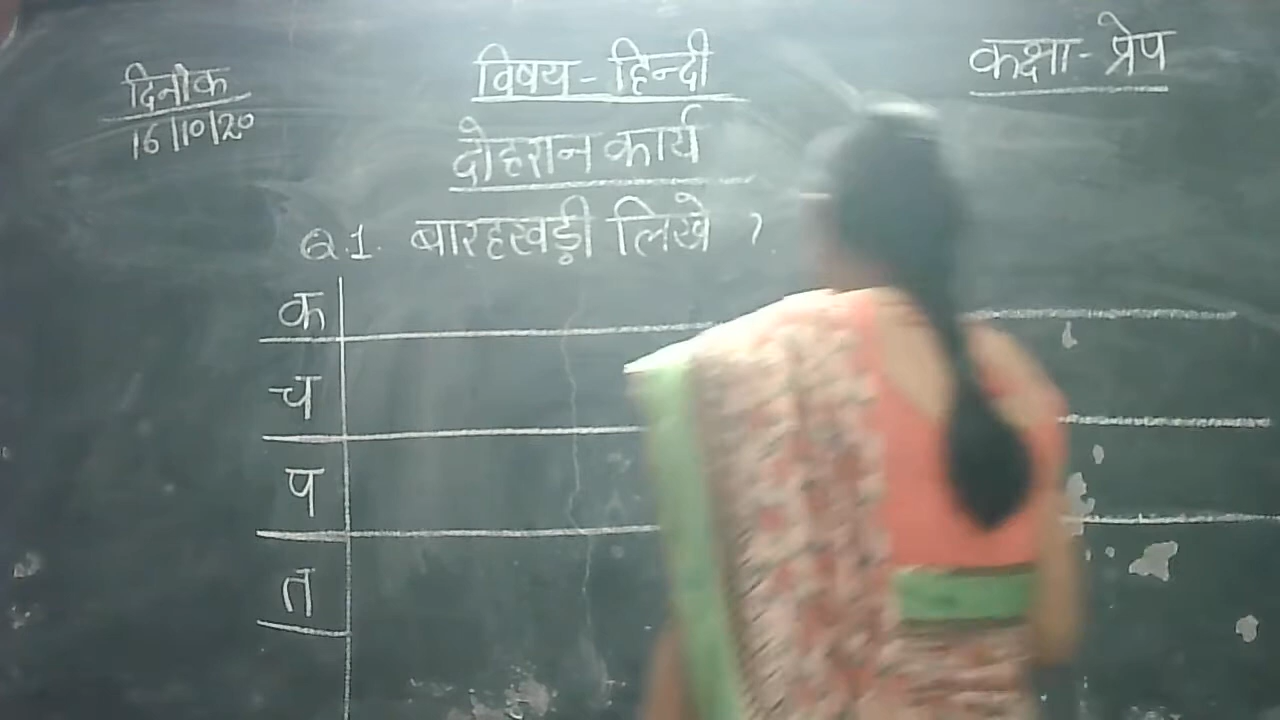 दिनाँक
16/10/20
विषय - हिन्दी
कक्षा - प्रेप
दोहरान कार्य
Q.1. बारहखड़ी लिखे ?
क
च
प
त